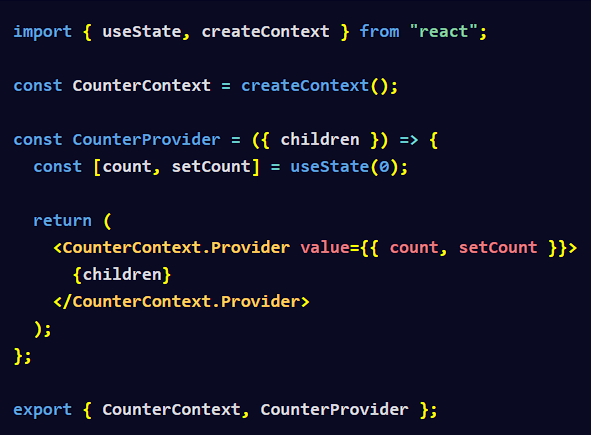 import { useState, createContext } from "react";
const CounterContext = createContext();
const CounterProvider = ({ children }) => {
const [count, setCount] = useState(0);
return (
<CounterContext.Provider value={{ count, setCount }}>
{children}
</CounterContext.Provider>
);
};
export { CounterContext, CounterProvider };